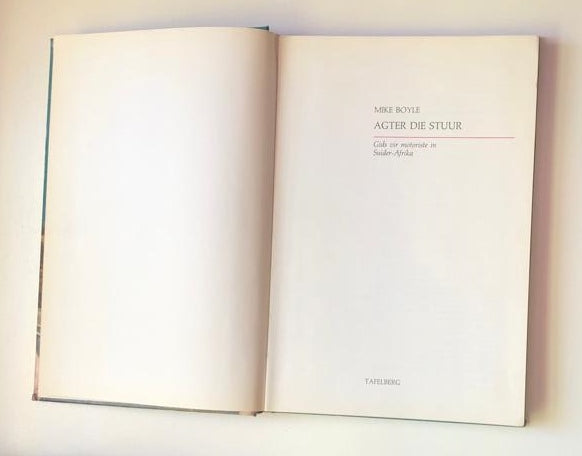 MIKE BOYLE
AGTER DIE STUUR
Gids vir motoriste in
Suider-Afrika
TAFELBERG